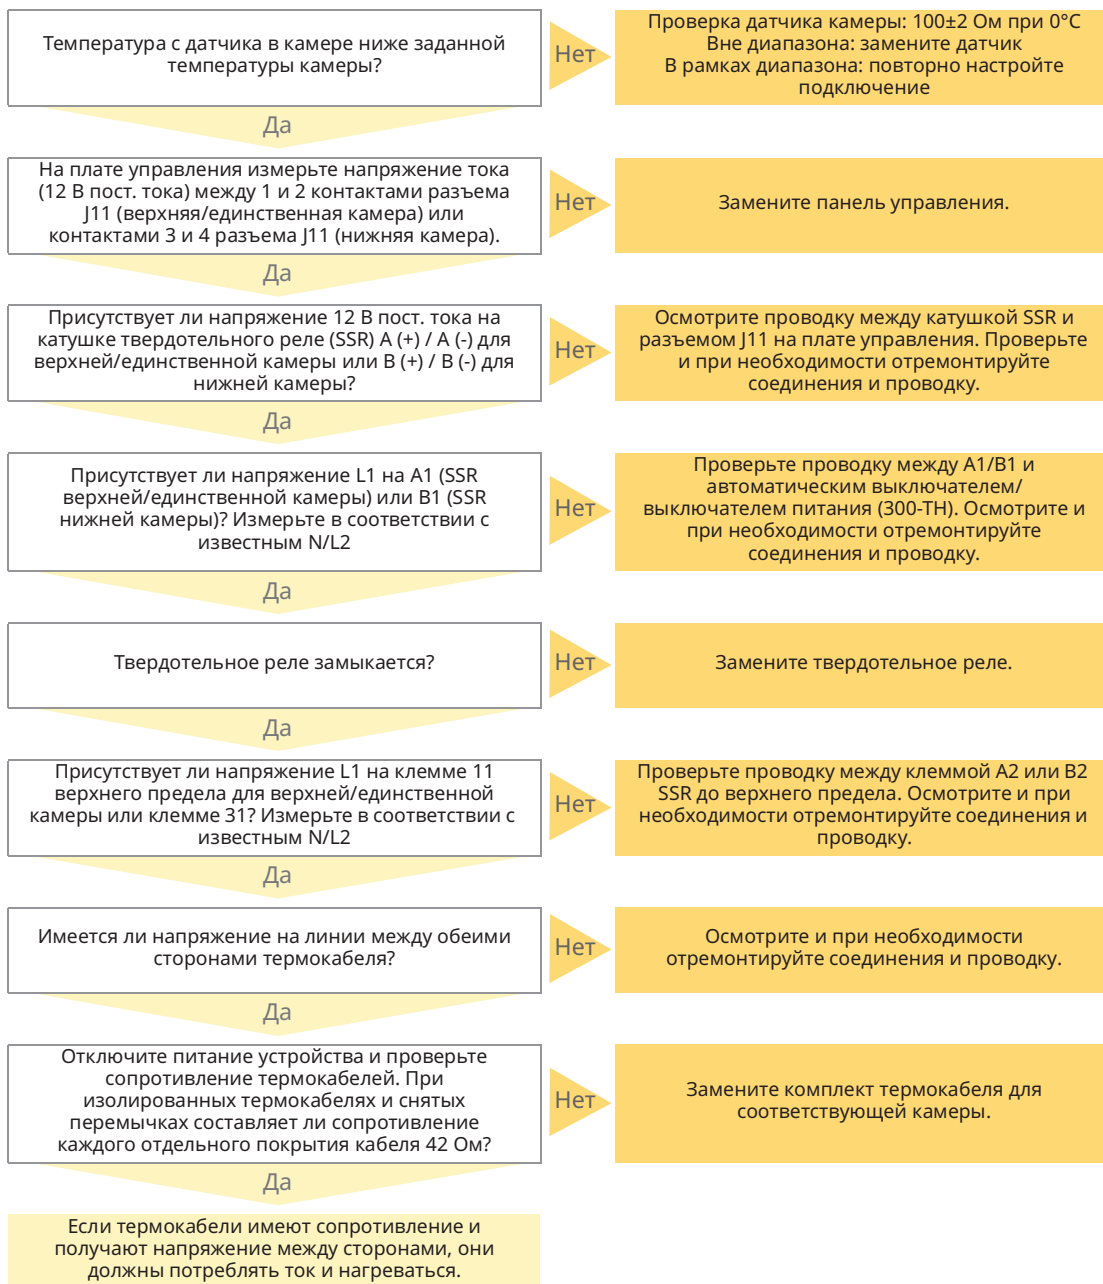 Температура с датчика в камере ниже заданной
температуры камеры?
Нет
Проверка датчика камеры: 100±2 Ом при 0°C
Вне диапазона: замените датчик
В рамках диапазона: повторно настройте
подключение
Да
На плате управления измерьте напряжение тока
(12 В пост. тока) между 1 и 2 контактами разъема
J11 (верхняя/единственная камера) или
контактами 3 и 4 разъема J11 (нижняя камера).
Нет
Замените панель управления.
Да
Присутствует ли напряжение 12 В пост. тока на
катушке твердотельного реле (SSR) A (+) / A (-) для
верхней/единственной камеры или B (+) / B (-) для
нижней камеры?
Нет
Осмотрите проводку между катушкой SSR и
разъемом J11 на плате управления. Проверьте
и при необходимости отремонтируйте
соединения и проводку.
Да
Присутствует ли напряжение L1 на A1 (SSR
верхней/единственной камеры) или B1 (SSR
нижней камеры)? Измерьте в соответствии с
известным N/L2
Нет
Проверьте проводку между A1/B1 и
автоматическим выключателем/
выключателем питания (300-TH). Осмотрите и
при необходимости отремонтируйте
соединения и проводку.
Да
Твердотельное реле замыкается?
Нет
Замените твердотельное реле.
Да
Присутствует ли напряжение L1 на клемме 11
верхнего предела для верхней/единственной
камеры или клемме 31? Измерьте в соответствии с
известным N/L2
Нет
Проверьте проводку между клеммой A2 или B2
SSR до верхнего предела. Осмотрите и при
необходимости отремонтируйте соединения и
проводку.
Да
Имеется ли напряжение на линии между обеими
сторонами термокабеля?
Нет
Осмотрите и при необходимости
отремонтируйте соединения и проводку.
Да
Отключите питание устройства и проверьте
сопротивление термокабелей. При
изолированных термокабелях и снятых
перемычках составляет ли сопротивление
каждого отдельного покрытия кабеля 42 Ом?
Нет
Замените комплект термокабеля для
соответствующей камеры.
Да
Если термокабели имеют сопротивление и
получают напряжение между сторонами, они
должны потреблять ток и нагреваться.